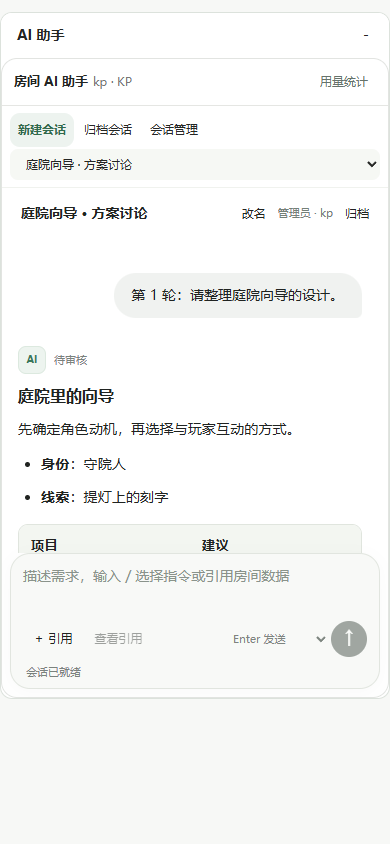 AI 助手 -
房间 AI 助手 kp · KP 用量统计
新建会话 归档会话 会话管理
庭院向导 · 方案讨论
庭院向导 • 方案讨论 改名 管理员 · kp 归档
第 1 轮：请整理庭院向导的设计。
AI 待审核
庭院里的向导
先确定角色动机，再选择与玩家互动的方式。
• 身份：守院人
• 线索：提灯上的刻字
项目 建议
描述需求，输入 / 选择指令或引用房间数据
+ 引用 查看引用 Enter 发送 ↑
会话已就绪